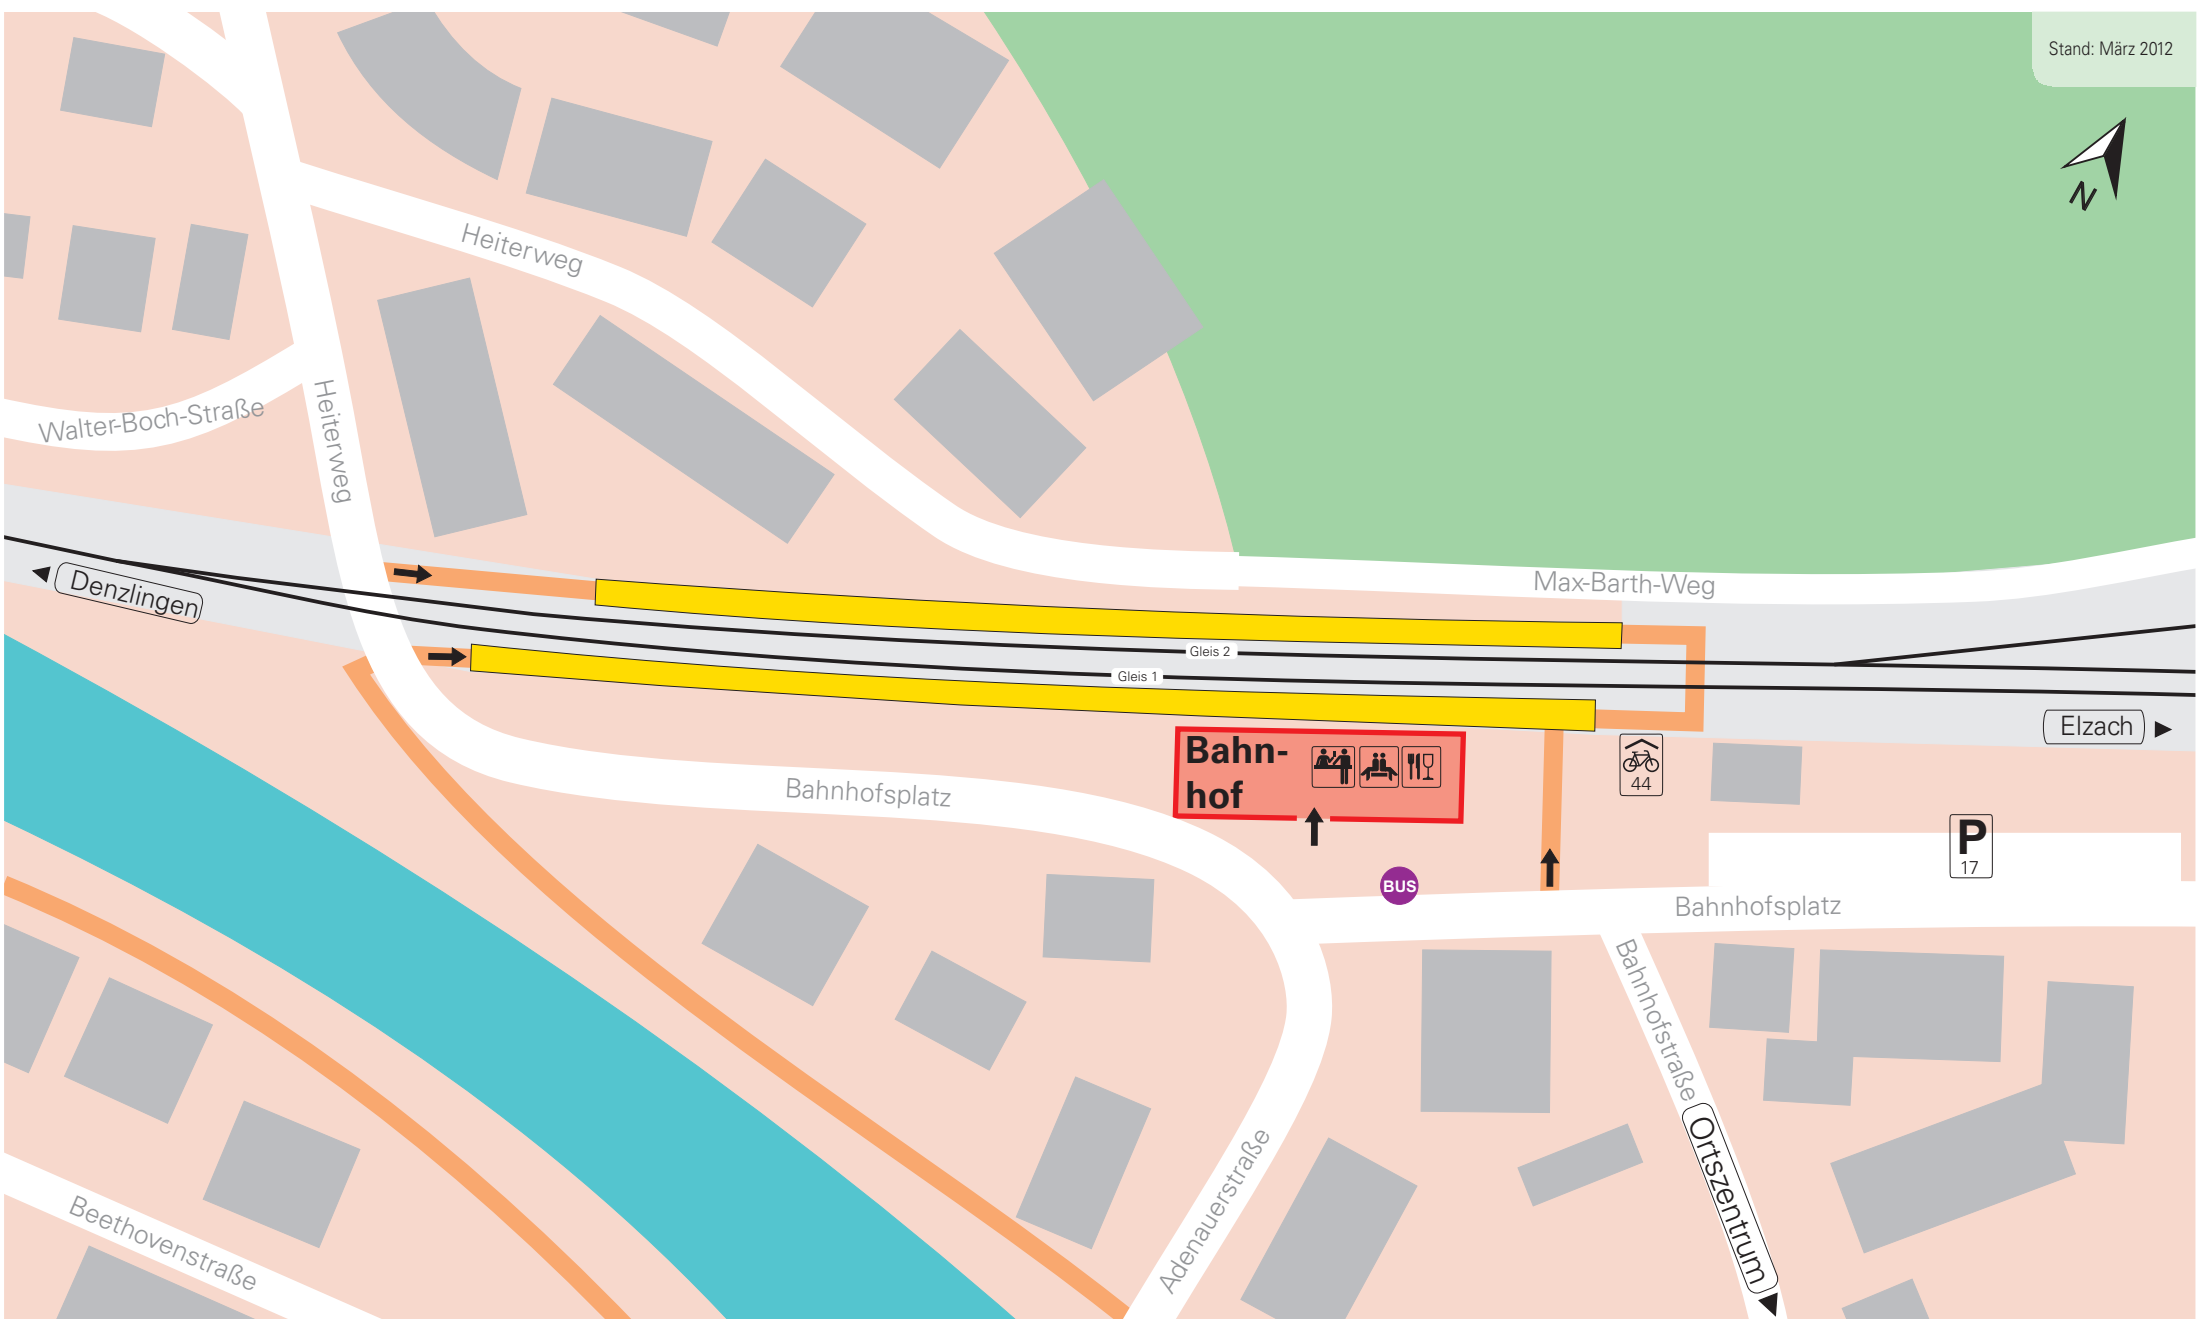 Stand: März 2012
N
Heiterweg
Heiterweg
Walter-Boch-Straße
Denzlingen
Max-Barth-Weg
Gleis 2
Gleis 1
Elzach
Bahn-
hof
44
Bahnhofsplatz
P
17
BUS
Bahnhofsplatz
Bahnhofstraße
Ortszentrum
Adenauerstraße
Beethovenstraße